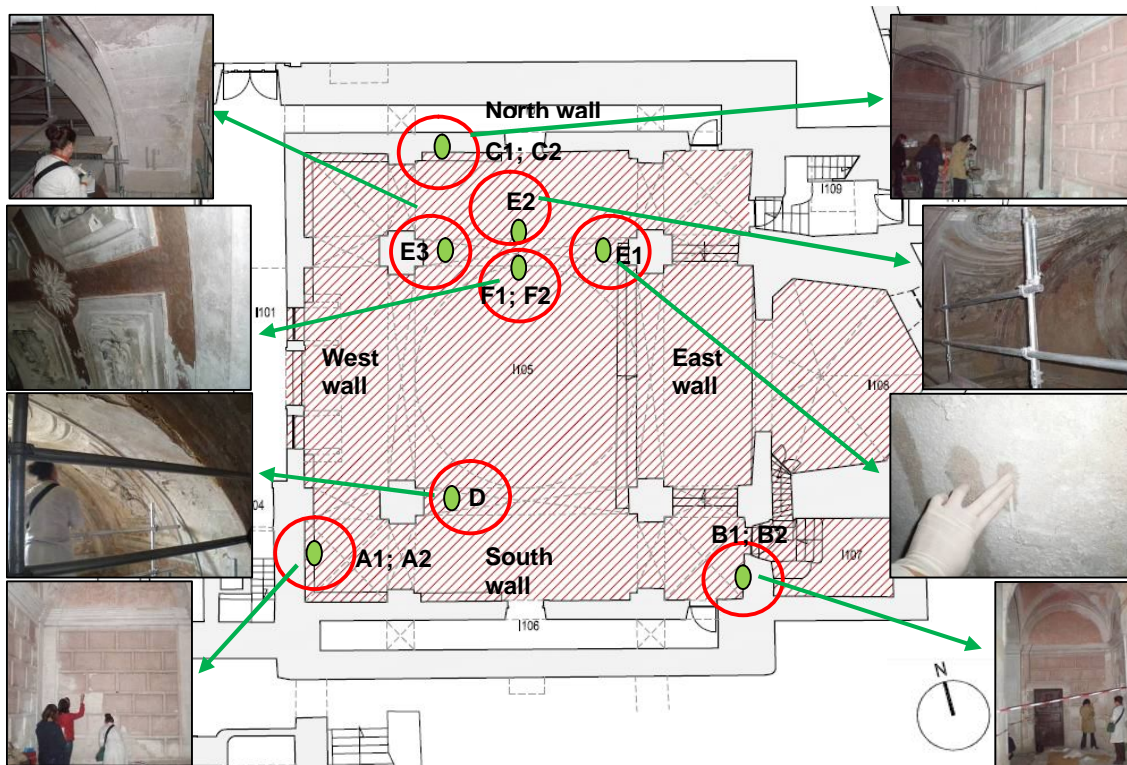 North wall
C1; C2
I109
E2
E3
E1
F1; F2
I101
West
wall
East
wall
I105
I108
04
D
B1; B2
A1; A2
South
wall
I107
I106
N